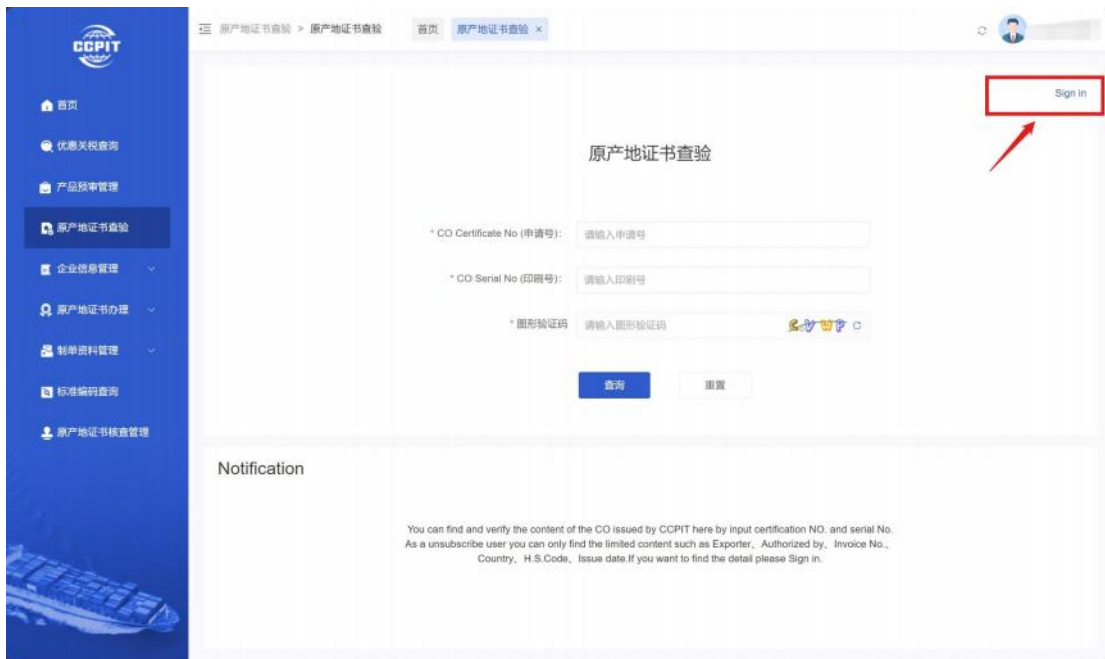 CCPIT
首页
优惠关税查询
产品预审管理
原产地证书查验
企业信息管理
原产地证书办理
制单资料管理
标准编码查询
原产地证书核查管理
原产地证书查验 > 原产地证书查验
首页 原产地证书查验 ×
Sign in
原产地证书查验
* CO Certificate No (申请号): 请输入申请号
* CO Serial No (印刷号): 请输入印刷号
* 图形验证码 请输入图形验证码
查询 重置
Notification
You can find and verify the content of the CO issued by CCPIT here by input certification NO. and serial No.
As a unsubscribe user you can only find the limited content such as Exporter、Authorized by、Invoice No.、
Country、H.S.Code、Issue date.If you want to find the detail please Sign in.